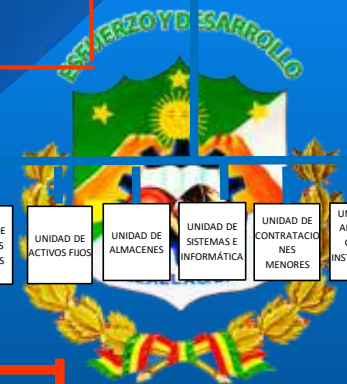 ESFUERZO Y DESARROLLO
UNIDAD DE
ACTIVOS FIJOS
UNIDAD DE
ALMACENES
UNIDAD DE
SISTEMAS E
INFORMÁTICA
UNIDAD DE
CONTRATACIO
NES
MENORES